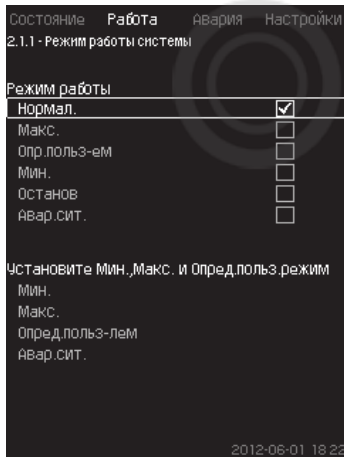 Состояние Работа Авария Настройки
2.1.1 - Режим работы системы
Режим работы
Нормал.
Макс.
Опр.польз-ем
Мин.
Останов
Авар.сит.
Установите Мин.,Макс. и Опред.польз.режим
Мин.
Макс.
Опред.польз-лем
Авар.сит.
2012-06-01 18:22